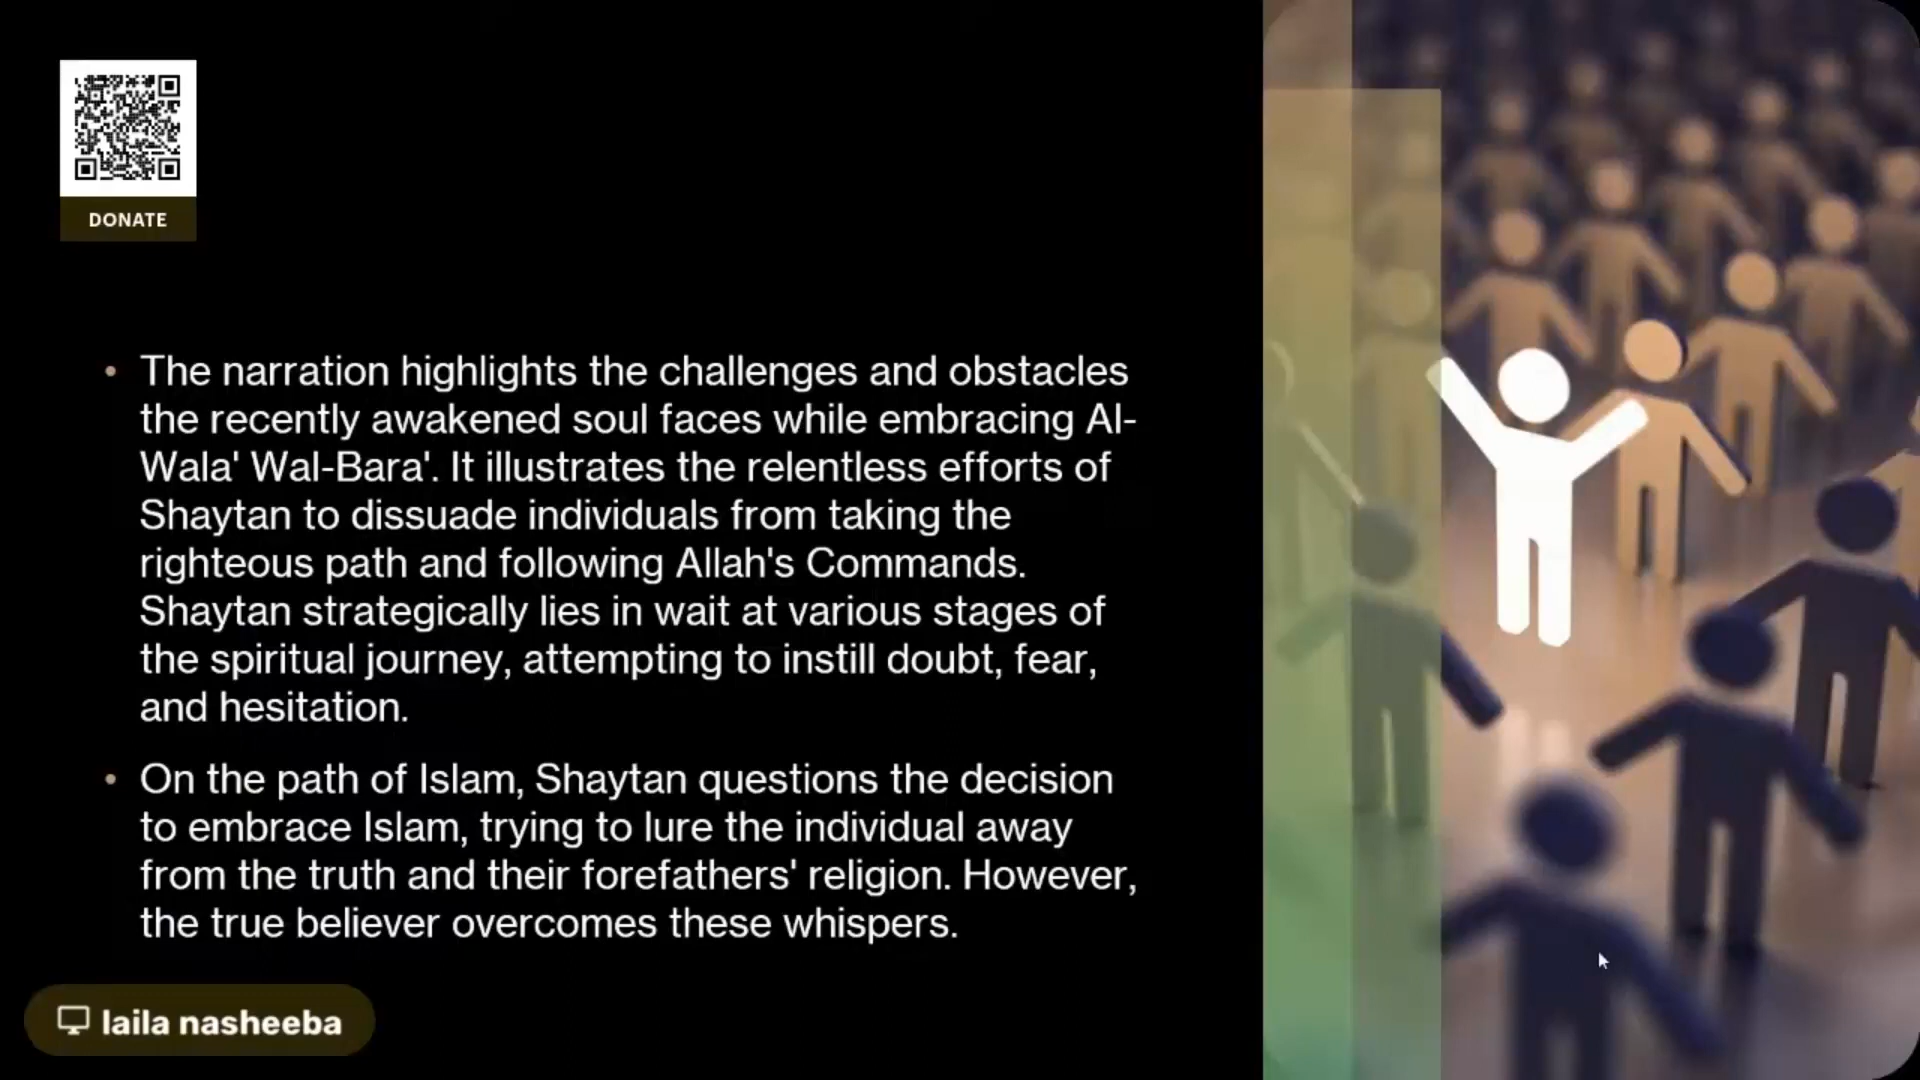 DONATE
• The narration highlights the challenges and obstacles
the recently awakened soul faces while embracing Al-
Wala' Wal-Bara'. It illustrates the relentless efforts of
Shaytan to dissuade individuals from taking the
righteous path and following Allah's Commands.
Shaytan strategically lies in wait at various stages of
the spiritual journey, attempting to instill doubt, fear,
and hesitation.
• On the path of Islam, Shaytan questions the decision
to embrace Islam, trying to lure the individual away
from the truth and their forefathers' religion. However,
the true believer overcomes these whispers.
laila nasheeba